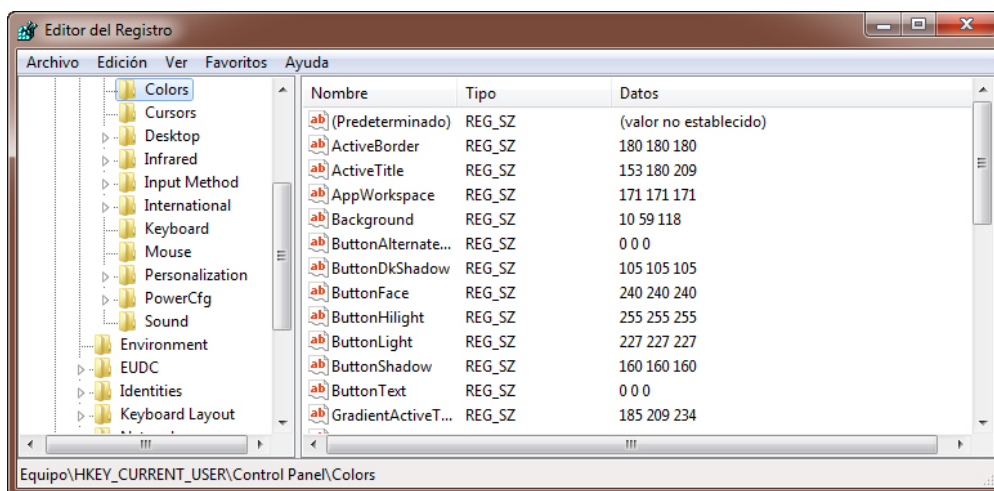 Editor del Registro
Archivo Edición Ver Favoritos Ayuda
Colors
Cursors
Desktop
Infrared
Input Method
International
Keyboard
Mouse
Personalization
PowerCfg
Sound
Environment
EUDC
Identities
Keyboard Layout
Nombre Tipo Datos
(Predeterminado) REG_SZ (valor no establecido)
ActiveBorder REG_SZ 180 180 180
ActiveTitle REG_SZ 153 180 209
AppWorkspace REG_SZ 171 171 171
Background REG_SZ 10 59 118
ButtonAlternate... REG_SZ 0 0 0
ButtonDkShadow REG_SZ 105 105 105
ButtonFace REG_SZ 240 240 240
ButtonHilight REG_SZ 255 255 255
ButtonLight REG_SZ 227 227 227
ButtonShadow REG_SZ 160 160 160
ButtonText REG_SZ 0 0 0
GradientActiveT... REG_SZ 185 209 234
Equipo\HKEY_CURRENT_USER\Control Panel\Colors